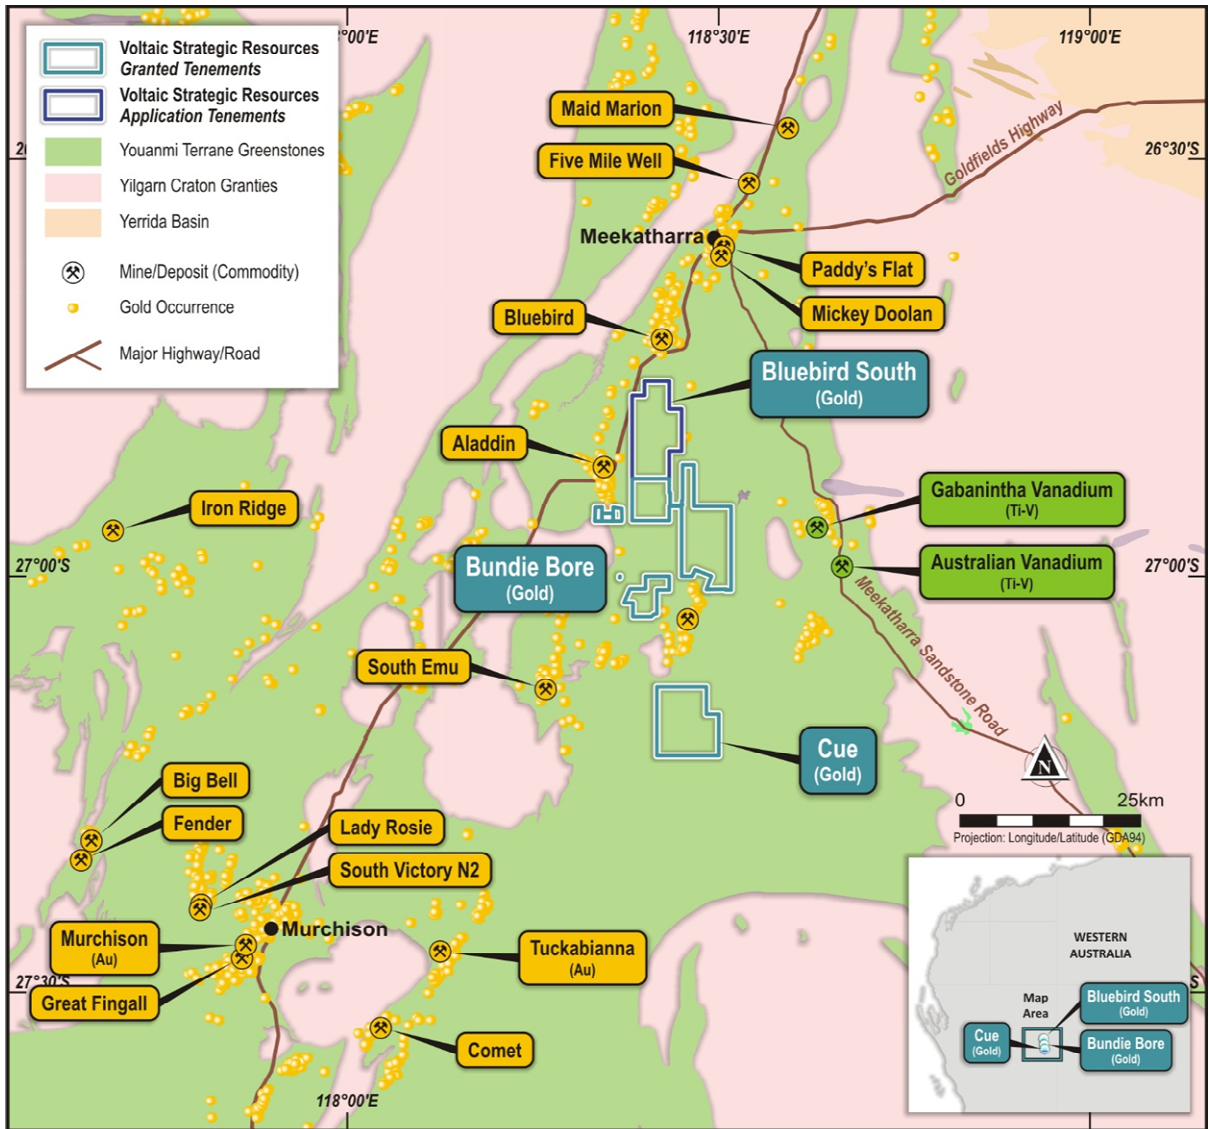 Voltaic Strategic Resources
Granted Tenements
Voltaic Strategic Resources
Application Tenements
Youanmi Terrane Greenstones
Yilgarn Craton Granties
Yerrida Basin
Mine/Deposit (Commodity)
Gold Occurrence
Major Highway/Road
118°30'E
119°00'E
26°30'S
Goldfields Highway
Maid Marion
Five Mile Well
Meekatharra
Paddy's Flat
Mickey Doolan
Bluebird
Bluebird South
(Gold)
Aladdin
Iron Ridge
Gabanintha Vanadium
(Ti-V)
Australian Vanadium
(Ti-V)
27°00'S
27°00'S
Bundie Bore
(Gold)
Meekatharra Sandstone Road
South Emu
Cue
(Gold)
N
Big Bell
Fender
Lady Rosie
South Victory N2
0 25km
Projection: Longitude/Latitude (GDA94)
Murchison
Murchison
(Au)
Tuckabianna
(Au)
27°30'S
Great Fingall
Comet
118°00'E
WESTERN
AUSTRALIA
Map
Area
Bluebird South
(Gold)
Cue
(Gold)
Bundie Bore
(Gold)